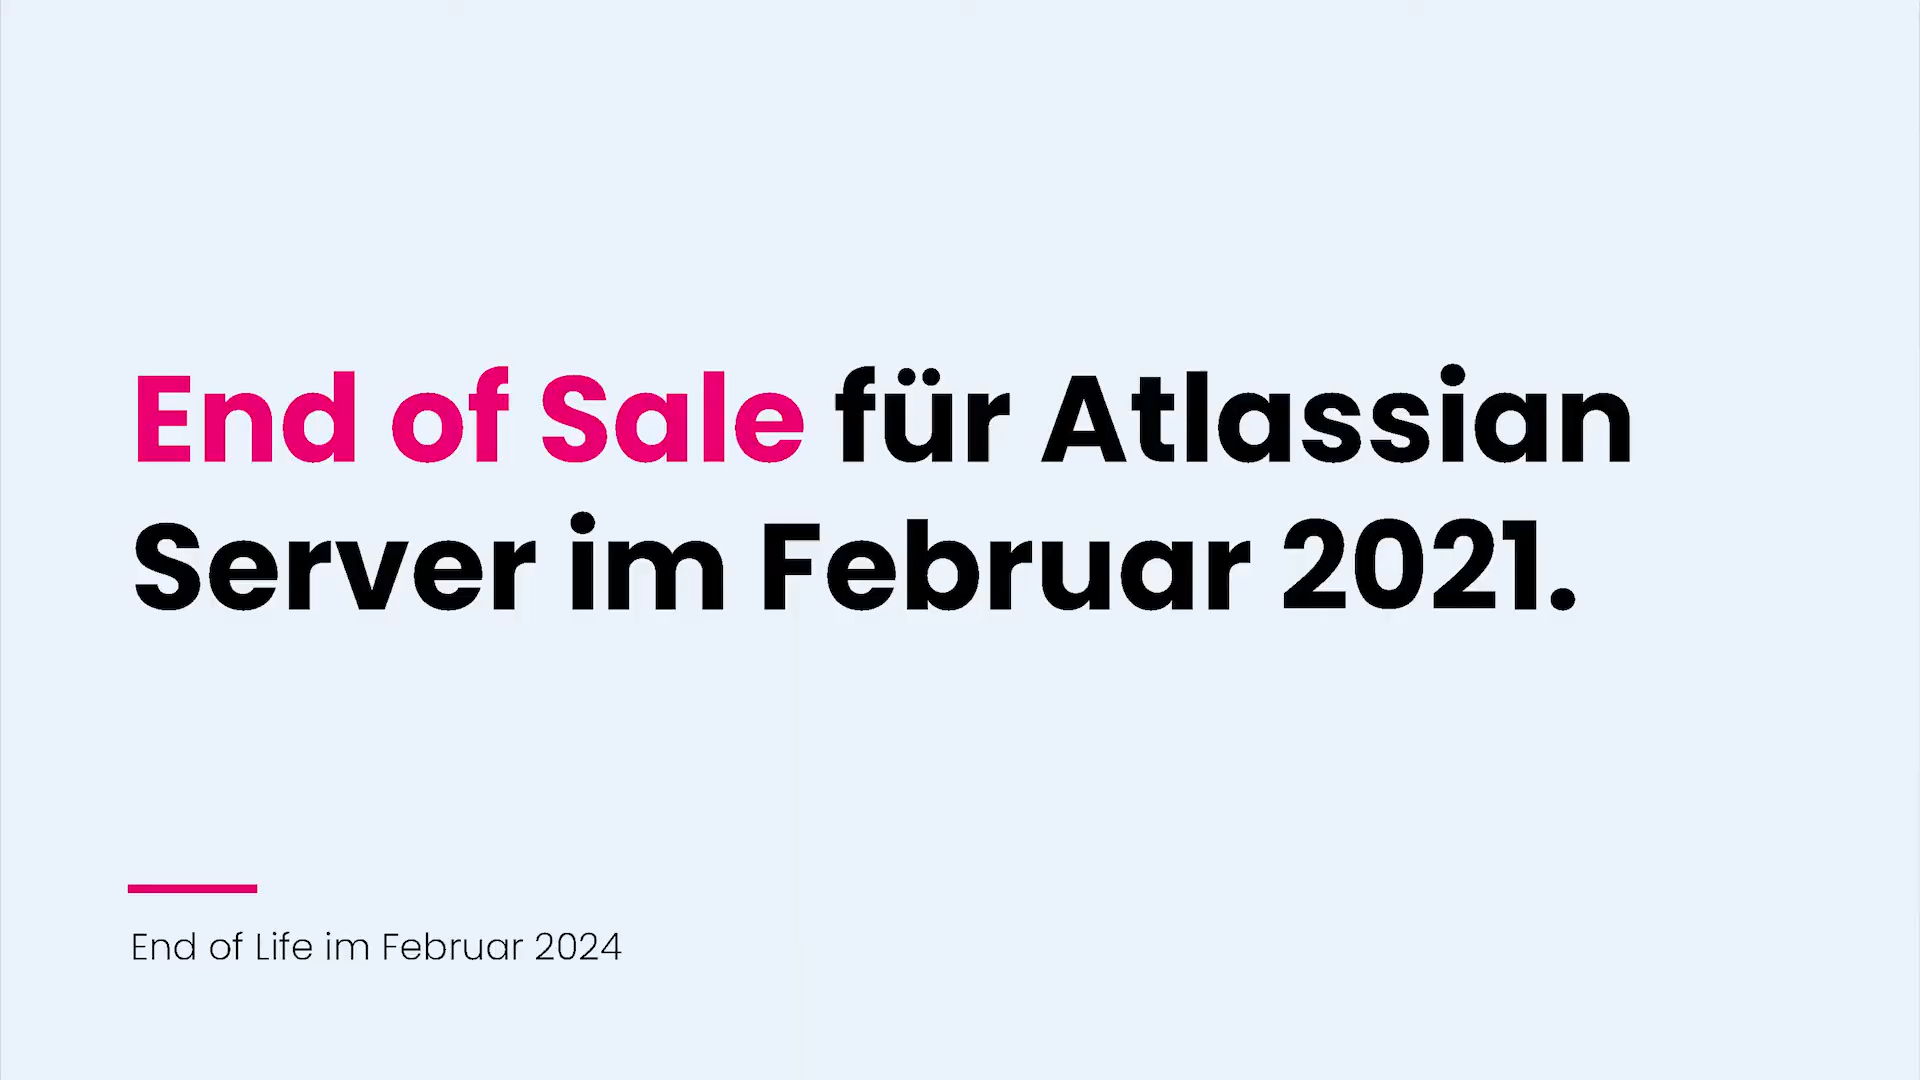 End of Sale für Atlassian
Server im Februar 2021.
End of Life im Februar 2024